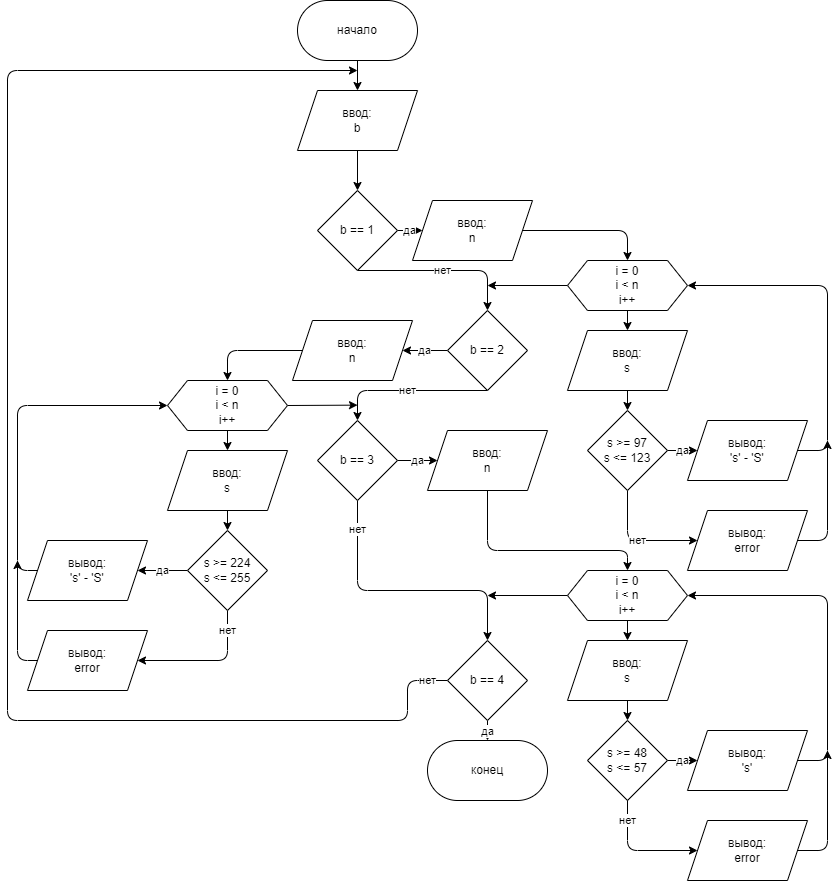 начало
ввод:
b
b == 1
да
ввод:
n
нет
i = 0
i < n
i++
b == 2
да
ввод:
n
нет
ввод:
s
i = 0
i < n
i++
s >= 97
s <= 123
да
вывод:
's' - 'S'
нет
вывод:
error
b == 3
да
ввод:
n
нет
ввод:
s
s >= 224
s <= 255
да
вывод:
's' - 'S'
нет
вывод:
error
i = 0
i < n
i++
ввод:
s
b == 4
нет
да
конец
s >= 48
s <= 57
да
вывод:
's'
нет
вывод:
error